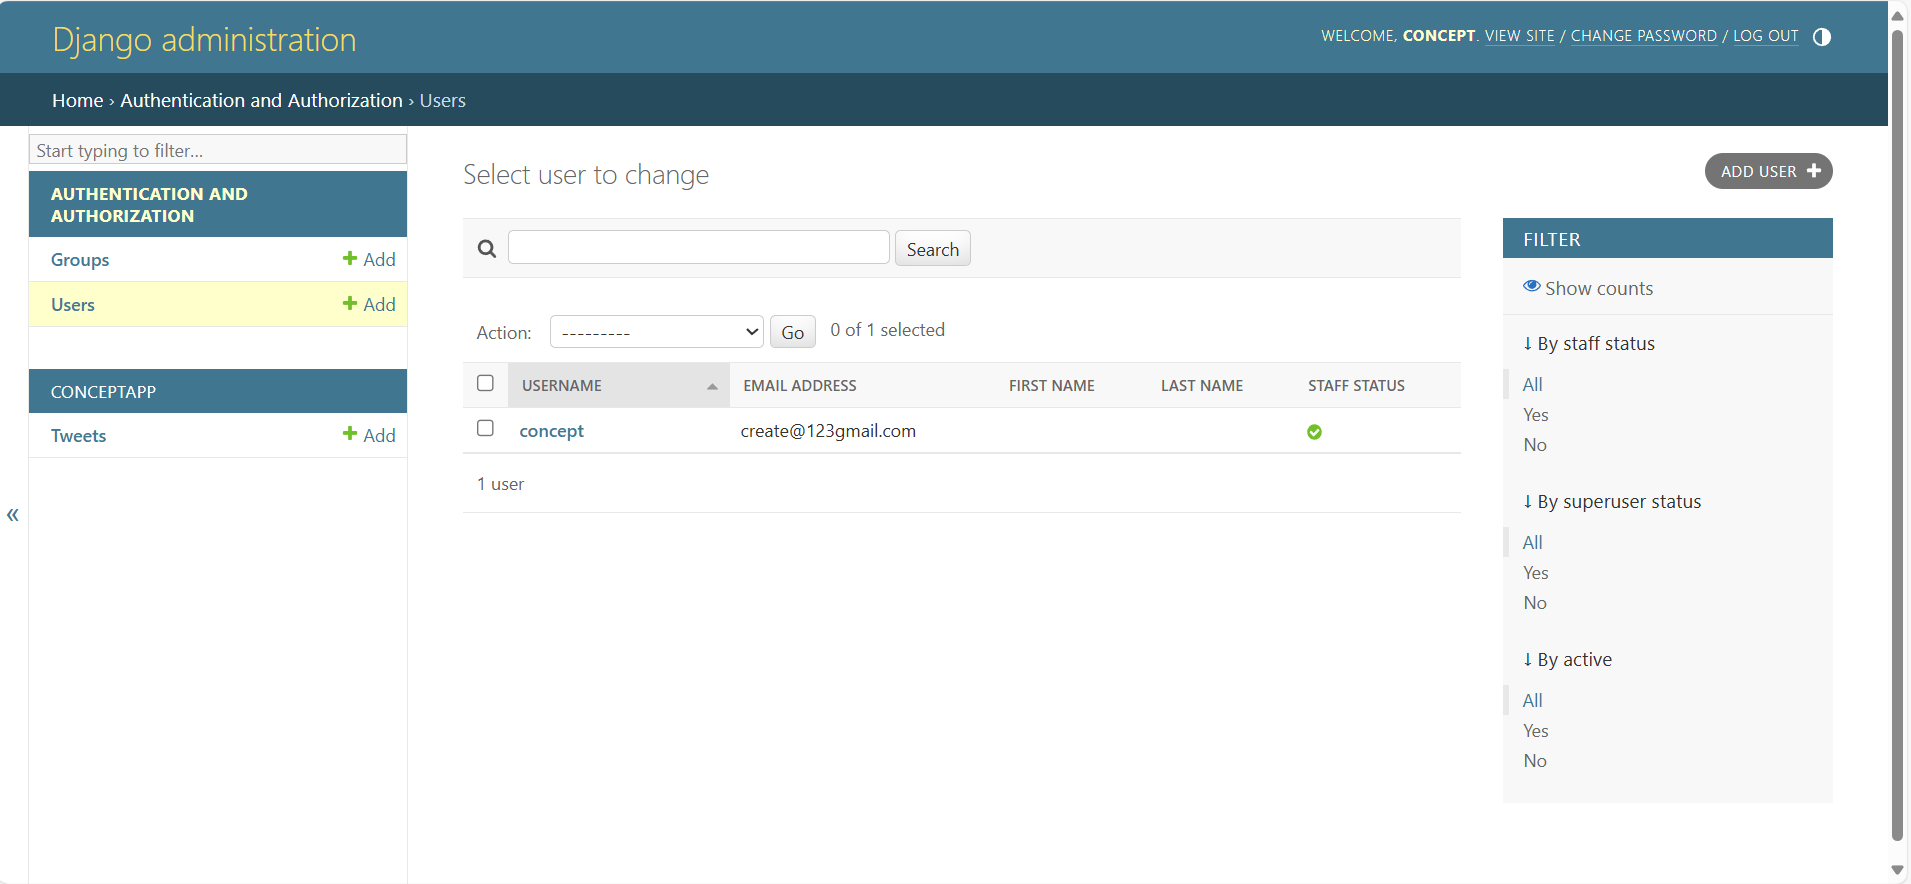 Django administration
WELCOME, CONCEPT. VIEW SITE / CHANGE PASSWORD / LOG OUT
Home › Authentication and Authorization › Users
Start typing to filter...
AUTHENTICATION AND
AUTHORIZATION
Groups + Add
Users + Add
CONCEPTAPP
Tweets + Add
«
Select user to change
ADD USER +
Search
Action: --------- Go 0 of 1 selected
USERNAME EMAIL ADDRESS FIRST NAME LAST NAME STAFF STATUS
concept create@123gmail.com
1 user
FILTER
Show counts
↓ By staff status
All
Yes
No
↓ By superuser status
All
Yes
No
↓ By active
All
Yes
No